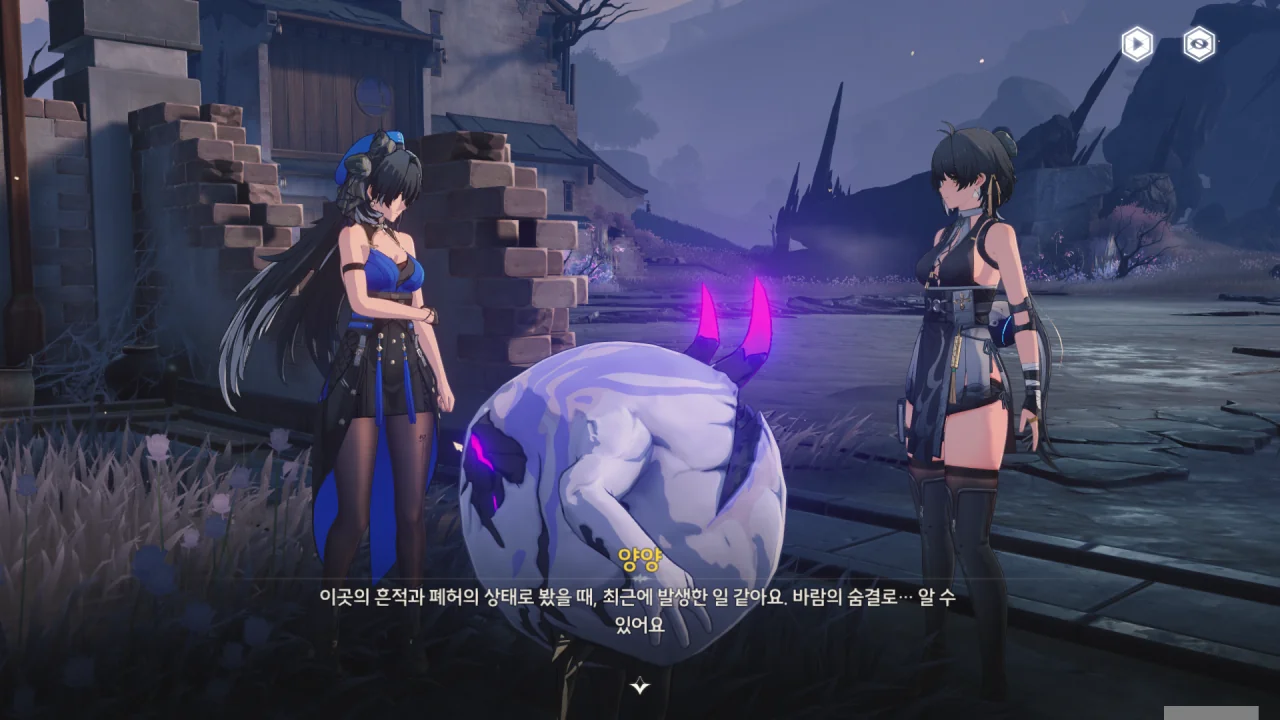 양양
이곳의 흔적과 폐허의 상태로 봤을 때, 최근에 발생한 일 같아요. 바람의 숨결로… 알 수
있어요